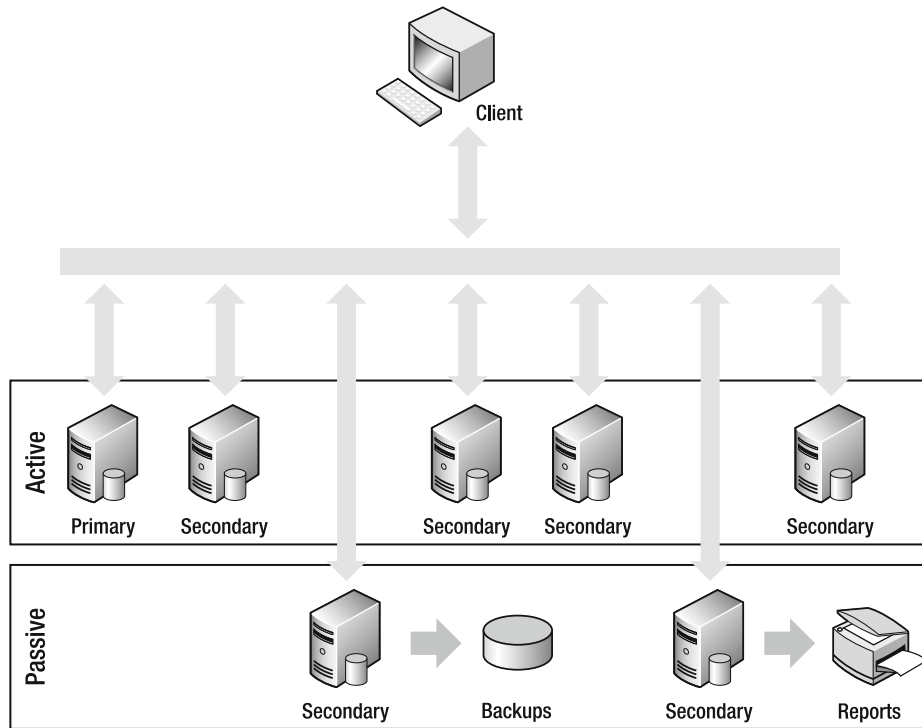 Client
Active
Primary
Secondary
Secondary
Secondary
Secondary
Passive
Secondary
Backups
Secondary
Reports